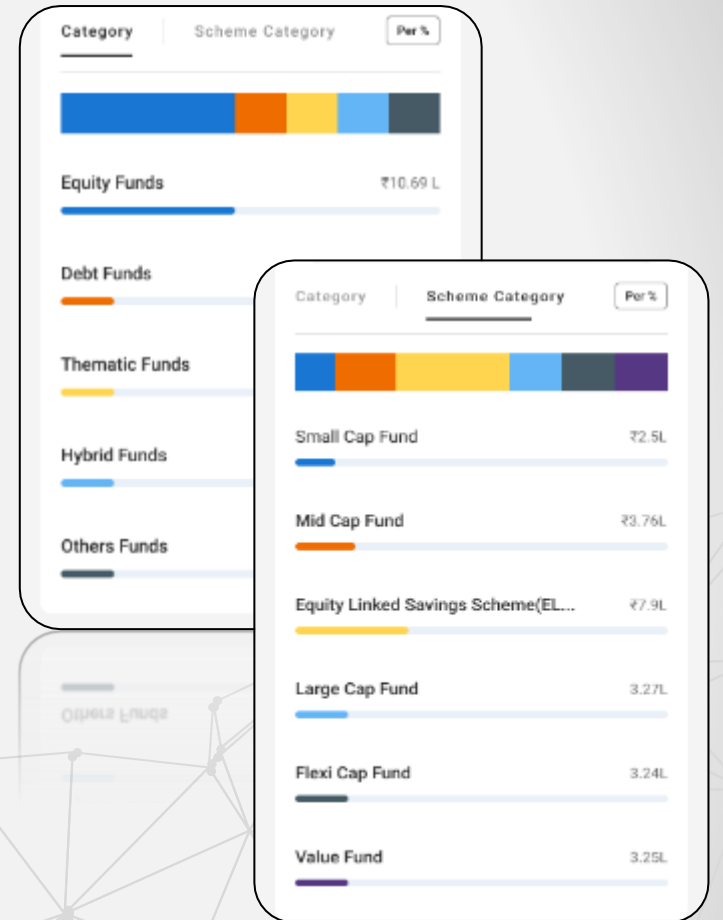 Category
Scheme Category
Per %
Equity Funds
₹10.69 L
Debt Funds
Thematic Funds
Hybrid Funds
Others Funds
Others Funds
Category
Scheme Category
Per %
Small Cap Fund
₹2.5L
Mid Cap Fund
₹3.76L
Equity Linked Savings Scheme(EL...
₹7.9L
Large Cap Fund
3.27L
Flexi Cap Fund
3.24L
Value Fund
3.25L